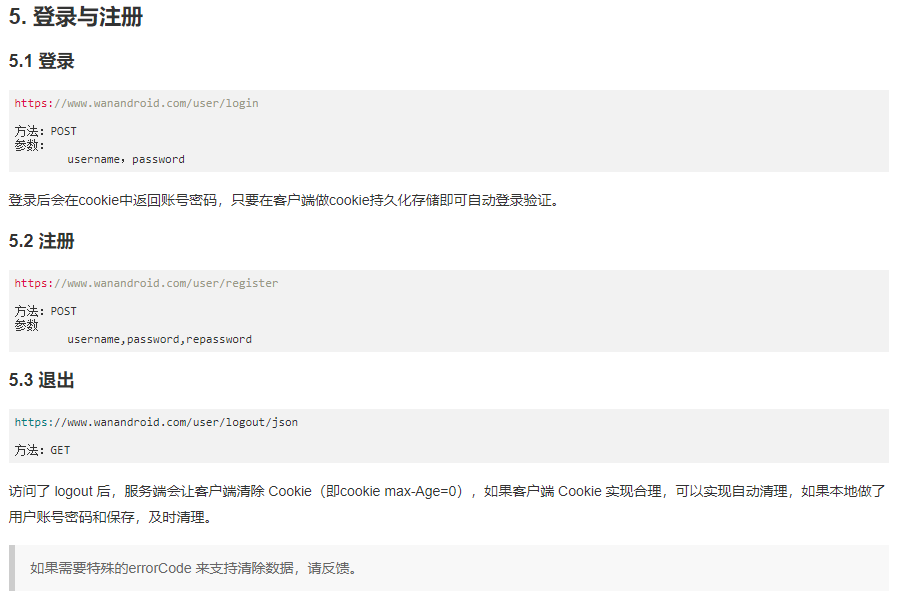 5. 登录与注册
5.1 登录
https://www.wanandroid.com/user/login
方法：POST
参数：
username，password
登录后会在cookie中返回账号密码，只要在客户端做cookie持久化存储即可自动登录验证。
5.2 注册
https://www.wanandroid.com/user/register
方法：POST
参数
username,password,repassword
5.3 退出
https://www.wanandroid.com/user/logout/json
方法：GET
访问了 logout 后，服务端会让客户端清除 Cookie（即cookie max-Age=0），如果客户端 Cookie 实现合理，可以实现自动清理，如果本地做了
用户账号密码和保存，及时清理。
如果需要特殊的errorCode 来支持清除数据，请反馈。